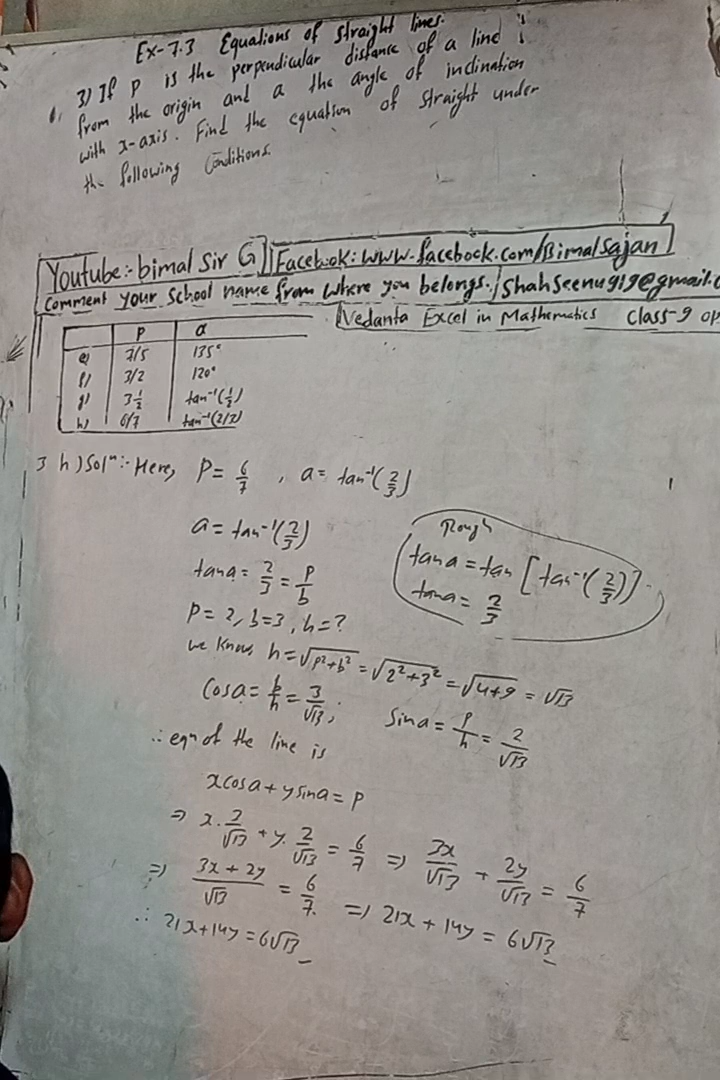 Ex-7.3 Equations of straight lines.
3) If P is the perpendicular distance of a line
from the origin and a the angle of inclination
with x-axis. Find the equation of straight under
the following Conditions.
Youtube:- bimal Sir G Facebook: www.facebook.com/BimalSajan
Comment your School name from where you belongs. / Shahseenu919@gmail.c
Vedanta Excel in Mathematics Class-9 op
P a
e) 7/5 135°
f) 3/2 120°
g) 3 1/2 tan⁻¹(1/2)
h) 6/7 tan⁻¹(2/3)
3 h) Solⁿ:- Here, P = 6/7 , a = tan⁻¹(2/3)
a = tan⁻¹(2/3)
tana = 2/3 = P/b
P = 2, b=3, h=?
we know, h = √p²+b² = √2²+3² = √4+9 = √13
Cosa = b/h = 3/√13; Sina = P/h = 2/√13
∴ eqn of the line is
xcosa + ysina = P
⇒ x. 3/√13 + y. 2/√13 = 6/7 ⇒ 3x/√13 + 2y/√13 = 6/7
⇒ 3x + 2y/√13 = 6/7. ⇒ 21x + 14y = 6√13
∴ 21x+14y = 6√13
Rough
tana = tan [tan⁻¹(2/3)]
tana = 2/3